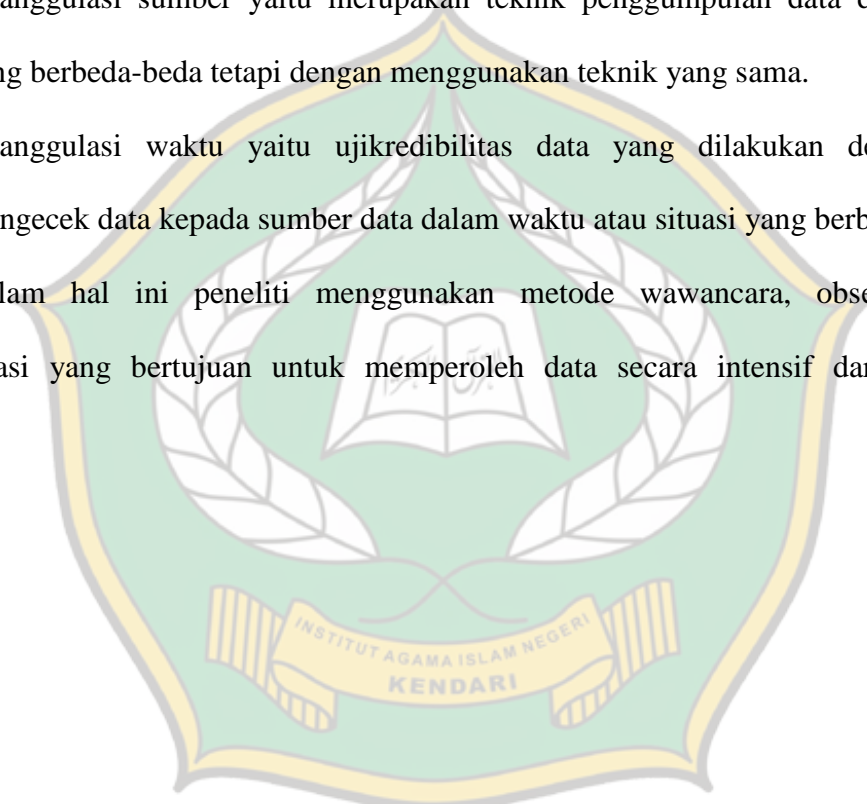 anggulasi sumber yaitu merupakan teknik penggumpulan data d
ng berbeda-beda tetapi dengan menggunakan teknik yang sama.
anggulasi waktu yaitu ujikredibilitas data yang dilakukan de
ngecek data kepada sumber data dalam waktu atau situasi yang berb
lam hal ini peneliti menggunakan metode wawancara, obse
asi yang bertujuan untuk memperoleh data secara intensif dar
INSTITUT AGAMA ISLAM NEGERI
KENDARI